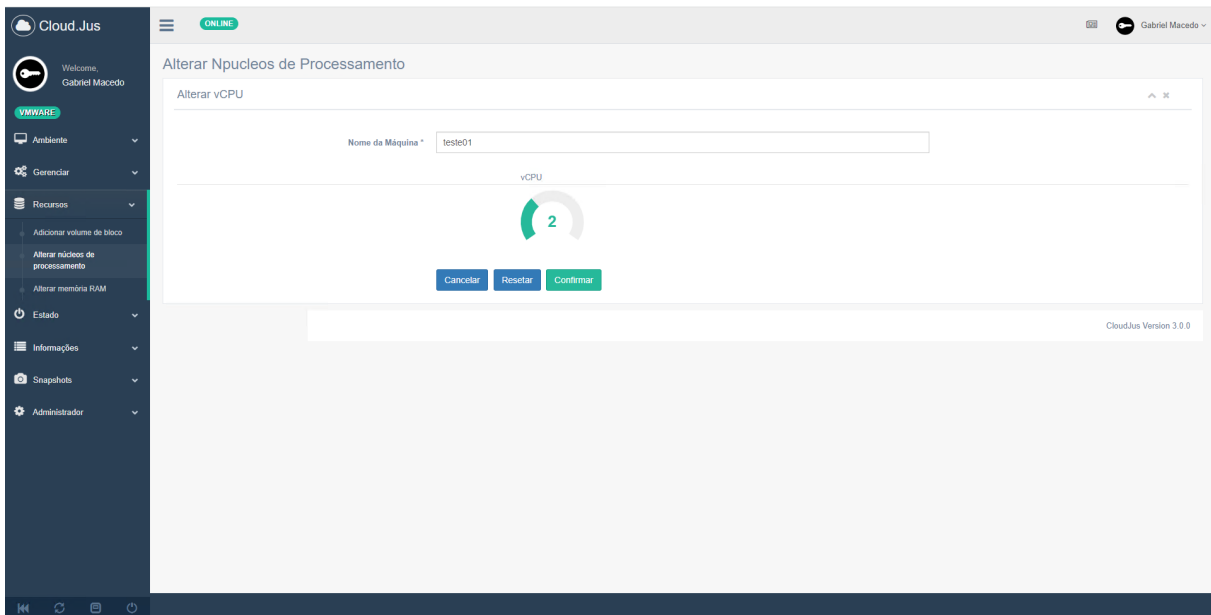 Cloud.Jus
ONLINE
Gabriel Macedo
Welcome,
Gabriel Macedo
VMWARE
Ambiente
Gerenciar
Recursos
Adicionar volume de bloco
Alterar núcleos de
processamento
Alterar memória RAM
Estado
Informações
Snapshots
Administrador
Alterar Npucleos de Processamento
Alterar vCPU
Nome da Máquina *
teste01
vCPU
2
Cancelar
Resetar
Confirmar
CloudJus Version 3.0.0